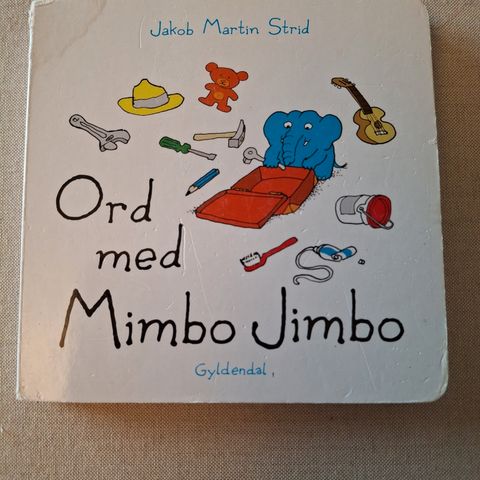 Jakob Martin Strid
Ord
med
Mimbo Jimbo
Gyldendal